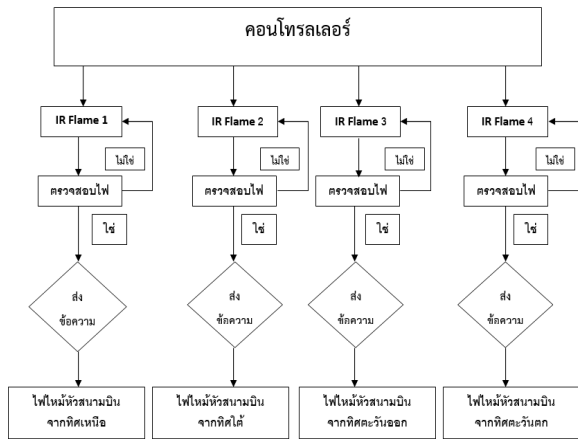 คอนโทรลเลอร์
IR Flame 1
IR Flame 2
IR Flame 3
IR Flame 4
ไม่ใช่
ไม่ใช่
ไม่ใช่
ไม่ใช่
ตรวจสอบไฟ
ตรวจสอบไฟ
ตรวจสอบไฟ
ตรวจสอบไฟ
ใช่
ใช่
ใช่
ใช่
ส่ง
ข้อความ
ส่ง
ข้อความ
ส่ง
ข้อความ
ส่ง
ข้อความ
ไฟไหม้หัวสนามบิน
จากทิศเหนือ
ไฟไหม้หัวสนามบิน
จากทิศใต้
ไฟไหม้หัวสนามบิน
จากทิศตะวันออก
ไฟไหม้หัวสนามบิน
จากทิศตะวันตก